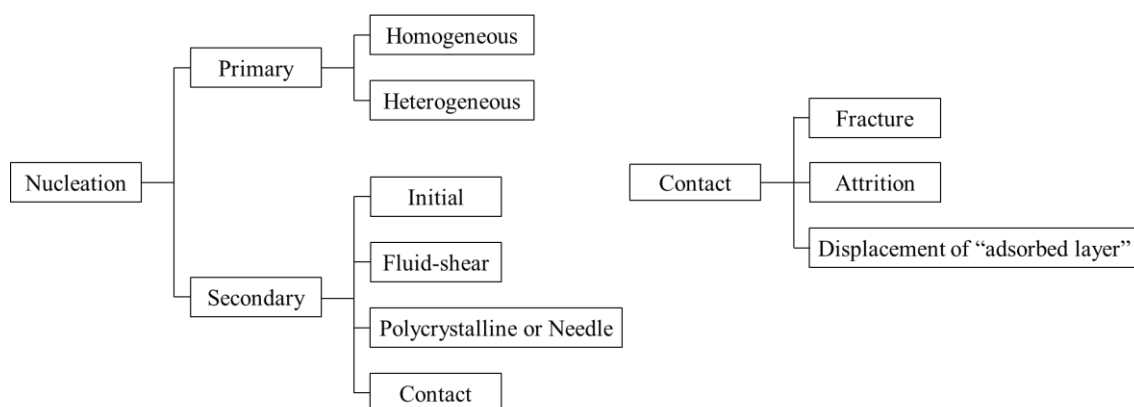 Nucleation
Primary
Homogeneous
Heterogeneous
Secondary
Initial
Fluid-shear
Polycrystalline or Needle
Contact
Contact
Fracture
Attrition
Displacement of “adsorbed layer”